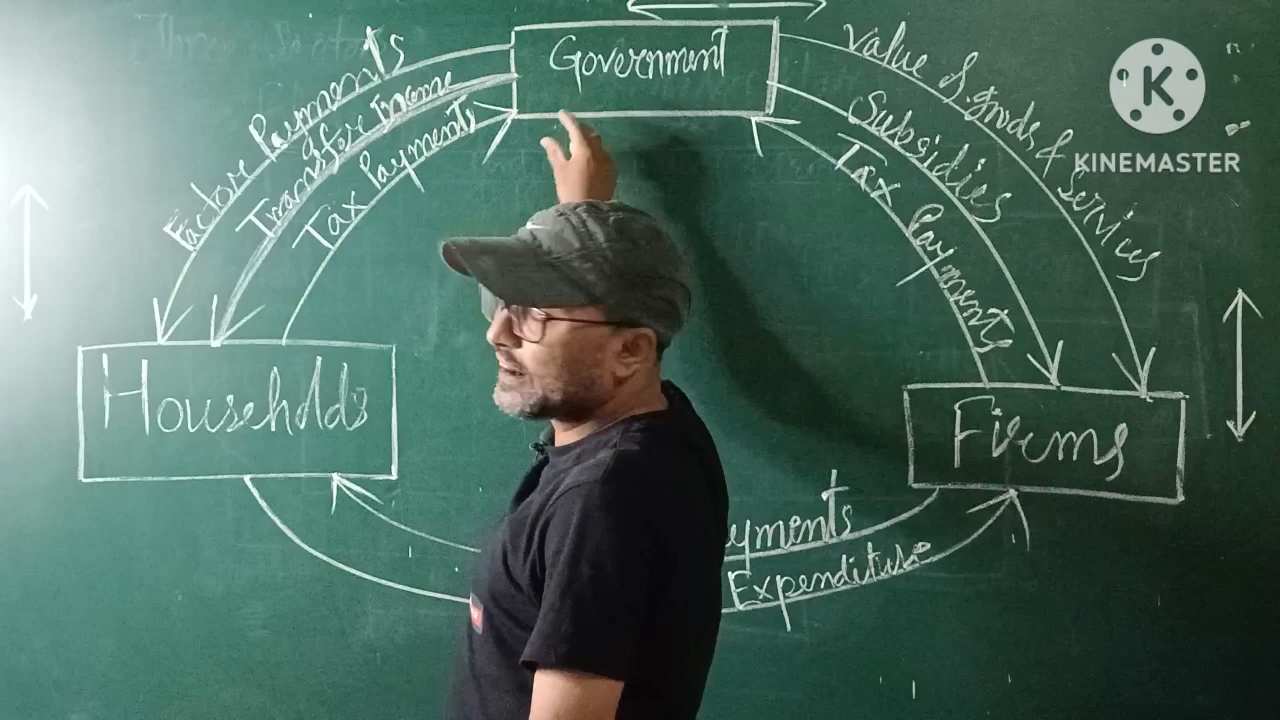 Government
Factor Payments
Transfer Income
Tax Payments
value of goods & Services
Subsidies
Tax Payments
Households
Firms
yments
Expenditure
K
KINEMASTER